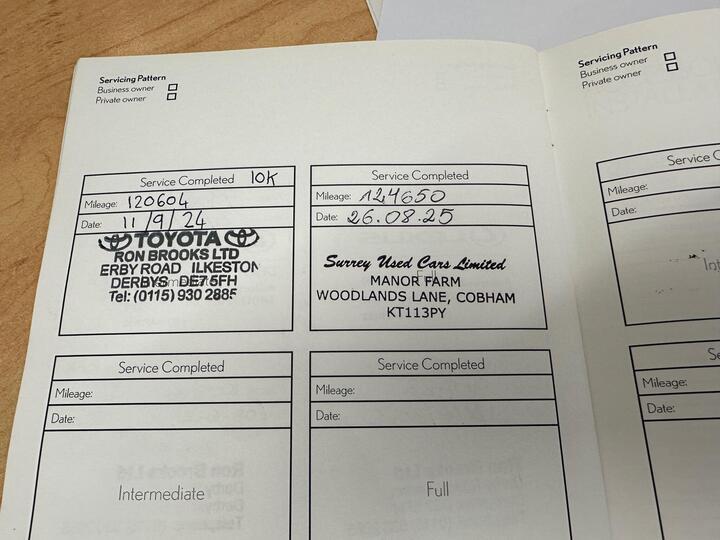 Servicing Pattern
Business owner
Private owner
Service Completed 10K
Mileage: 120604
Date: 11/9/24
TOYOTA
RON BROOKS LTD
ERBY ROAD ILKESTON
DERBYS DE7 5FH
Tel: (0115) 930 2885
Service Completed
Mileage: 124650
Date: 26.08.25
Full
Surrey Used Cars Limited
MANOR FARM
WOODLANDS LANE, COBHAM
KT113PY
Service Completed
Mileage:
Date:
Intermediate
Service Completed
Mileage:
Date:
Full
Servicing Pattern
Business owner
Private owner
Service C
Mileage:
Date:
Int
Se
Mileage:
Date: